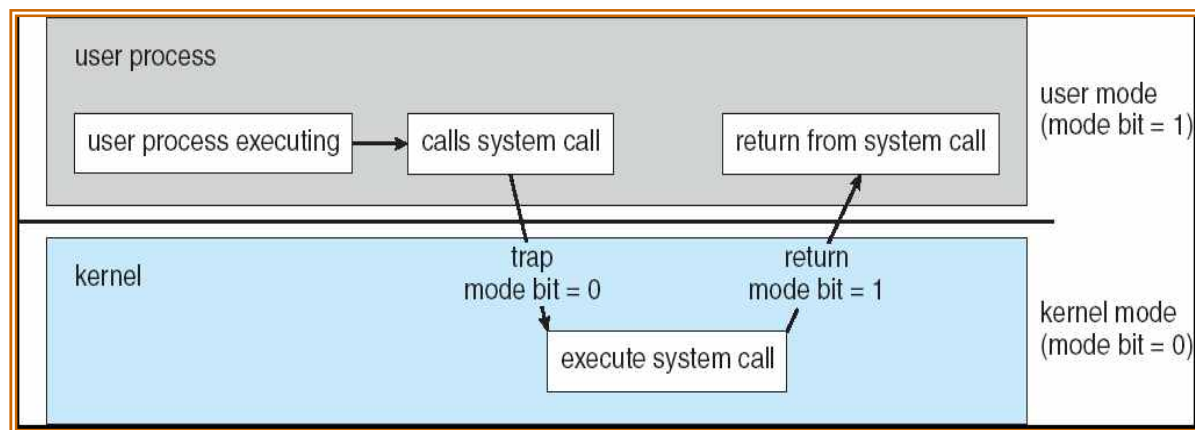 user process
user process executing
calls system call
return from system call
user mode
(mode bit = 1)
kernel
trap
mode bit = 0
return
mode bit = 1
execute system call
kernel mode
(mode bit = 0)